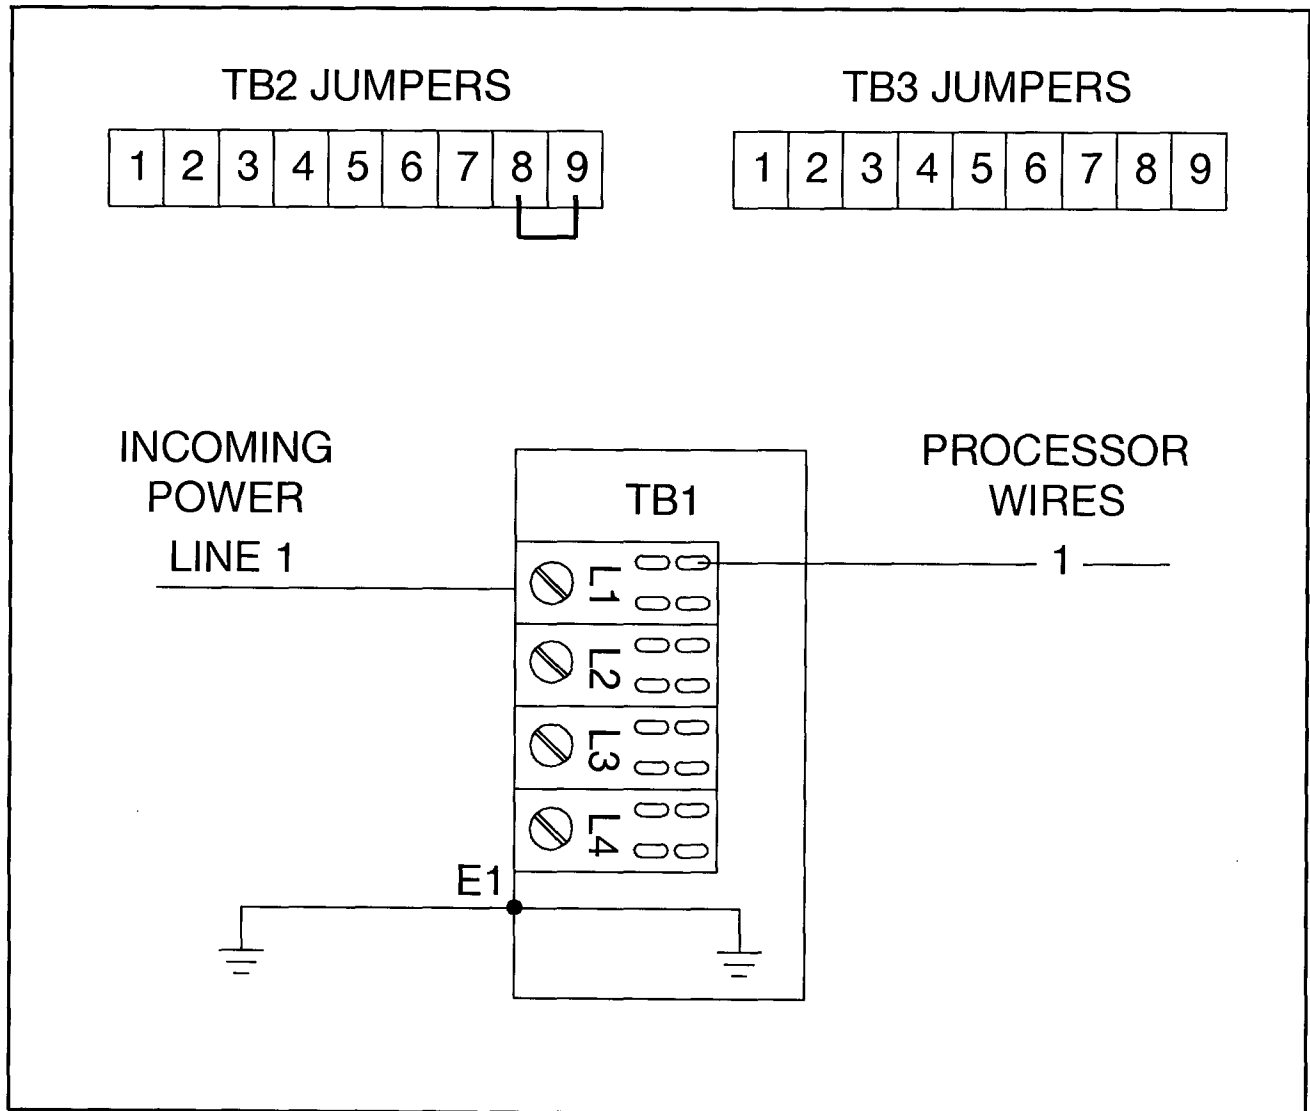 TB2 JUMPERS
1 2 3 4 5 6 7 8 9
TB3 JUMPERS
1 2 3 4 5 6 7 8 9
INCOMING
POWER
LINE 1
TB1
L1
L2
L3
L4
E1
PROCESSOR
WIRES
1